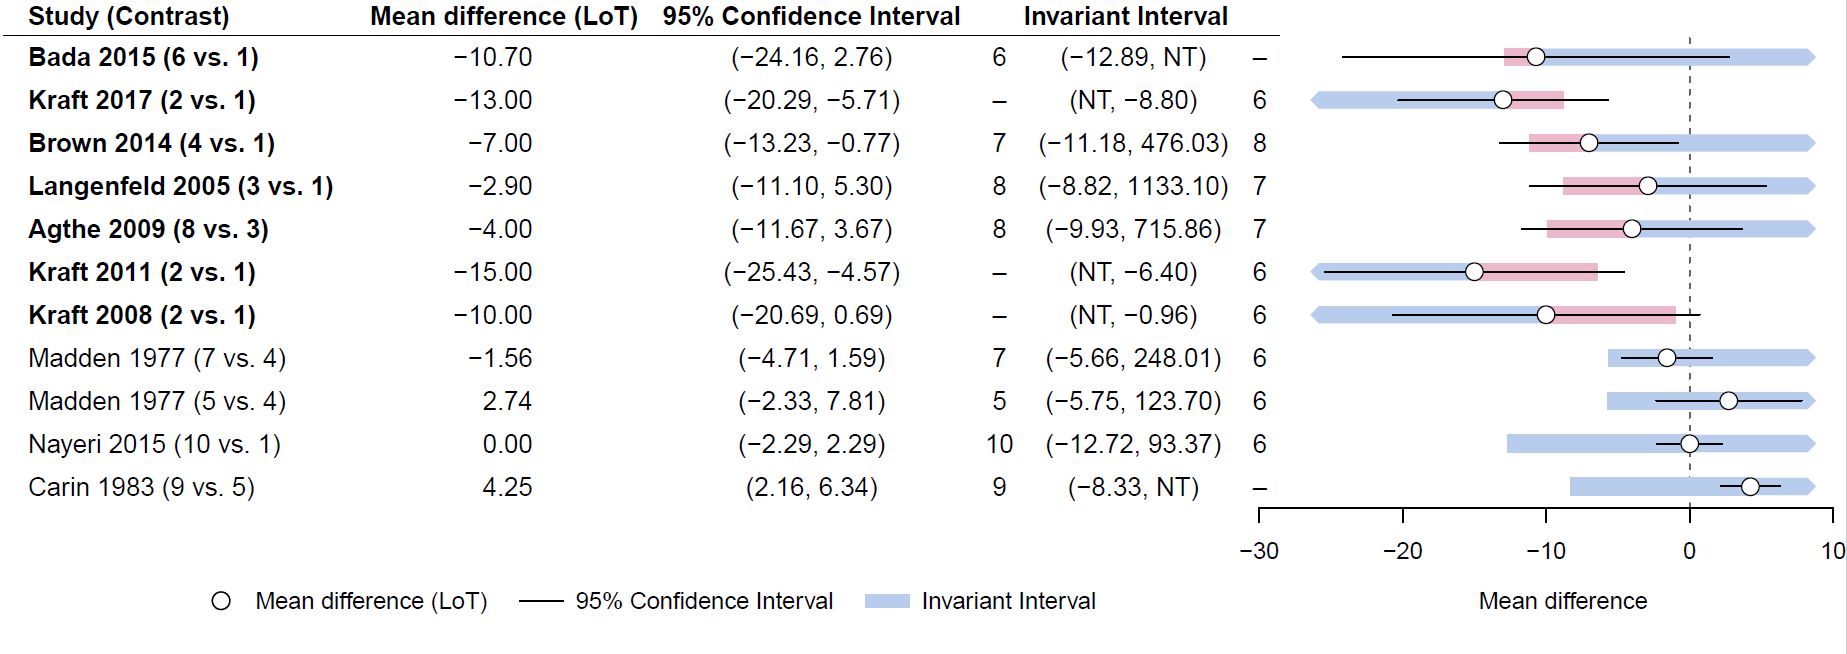 Study (Contrast) Mean difference (LoT) 95% Confidence Interval Invariant Interval
Bada 2015 (6 vs. 1) −10.70 (−24.16, 2.76) 6 (−12.89, NT) –
Kraft 2017 (2 vs. 1) −13.00 (−20.29, −5.71) – (NT, −8.80) 6
Brown 2014 (4 vs. 1) −7.00 (−13.23, −0.77) 7 (−11.18, 476.03) 8
Langenfeld 2005 (3 vs. 1) −2.90 (−11.10, 5.30) 8 (−8.82, 1133.10) 7
Agthe 2009 (8 vs. 3) −4.00 (−11.67, 3.67) 8 (−9.93, 715.86) 7
Kraft 2011 (2 vs. 1) −15.00 (−25.43, −4.57) – (NT, −6.40) 6
Kraft 2008 (2 vs. 1) −10.00 (−20.69, 0.69) – (NT, −0.96) 6
Madden 1977 (7 vs. 4) −1.56 (−4.71, 1.59) 7 (−5.66, 248.01) 6
Madden 1977 (5 vs. 4) 2.74 (−2.33, 7.81) 5 (−5.75, 123.70) 6
Nayeri 2015 (10 vs. 1) 0.00 (−2.29, 2.29) 10 (−12.72, 93.37) 6
Carin 1983 (9 vs. 5) 4.25 (2.16, 6.34) 9 (−8.33, NT) –
−30 −20 −10 0 10
Mean difference (LoT) 95% Confidence Interval Invariant Interval Mean difference